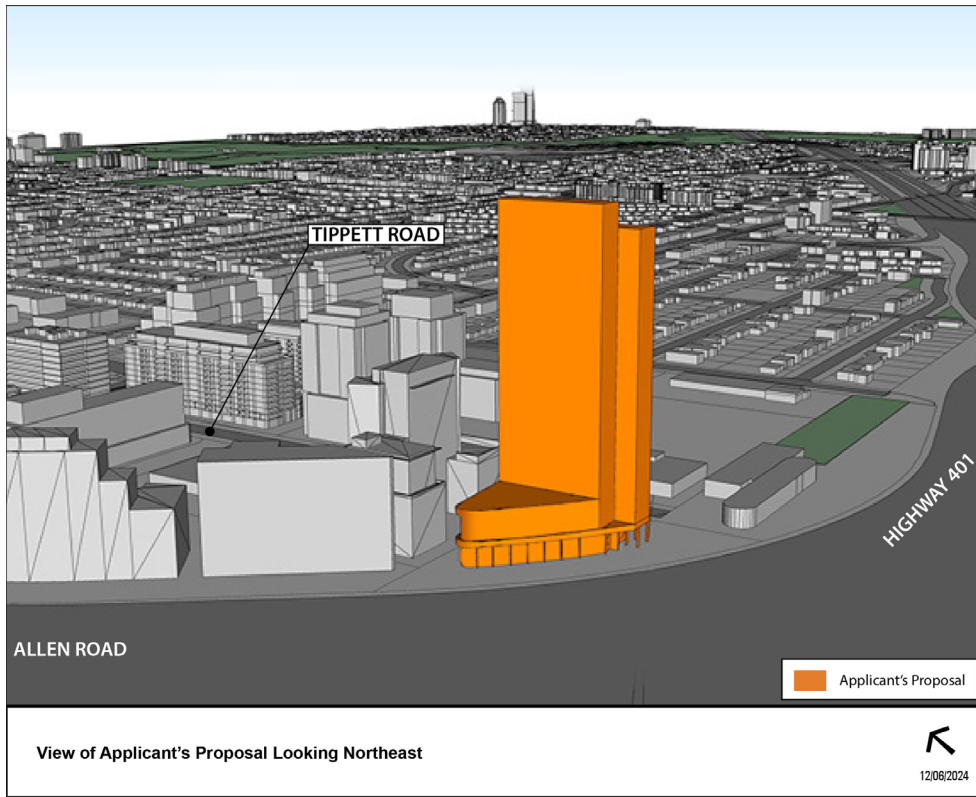 TIPPETT ROAD
HIGHWAY 401
ALLEN ROAD
Applicant's Proposal
View of Applicant's Proposal Looking Northeast
12/06/2024